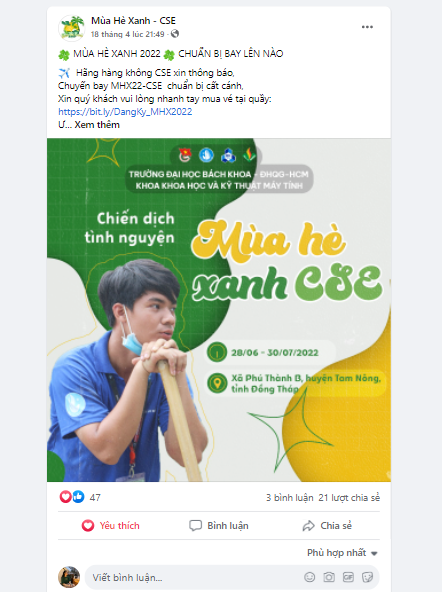 Mùa Hè Xanh - CSE
18 tháng 4 lúc 21:49
MÙA HÈ XANH 2022 CHUẨN BỊ BAY LÊN NÀO
Hãng hàng không CSE xin thông báo,
Chuyến bay MHX22-CSE chuẩn bị cất cánh,
Xin quý khách vui lòng nhanh tay mua vé tại quầy:
https://bit.ly/DangKy_MHX2022
Ư... Xem thêm
TRƯỜNG ĐẠI HỌC BÁCH KHOA - ĐHQG-HCM
KHOA KHOA HỌC VÀ KỸ THUẬT MÁY TÍNH
Chiến dịch
tình nguyện
Mùa hè
xanh CSE
28/06 - 30/07/2022
Xã Phú Thành B, huyện Tam Nông,
tỉnh Đồng Tháp
47
3 bình luận 21 lượt chia sẻ
Yêu thích
Bình luận
Chia sẻ
Phù hợp nhất
Viết bình luận...
GIF